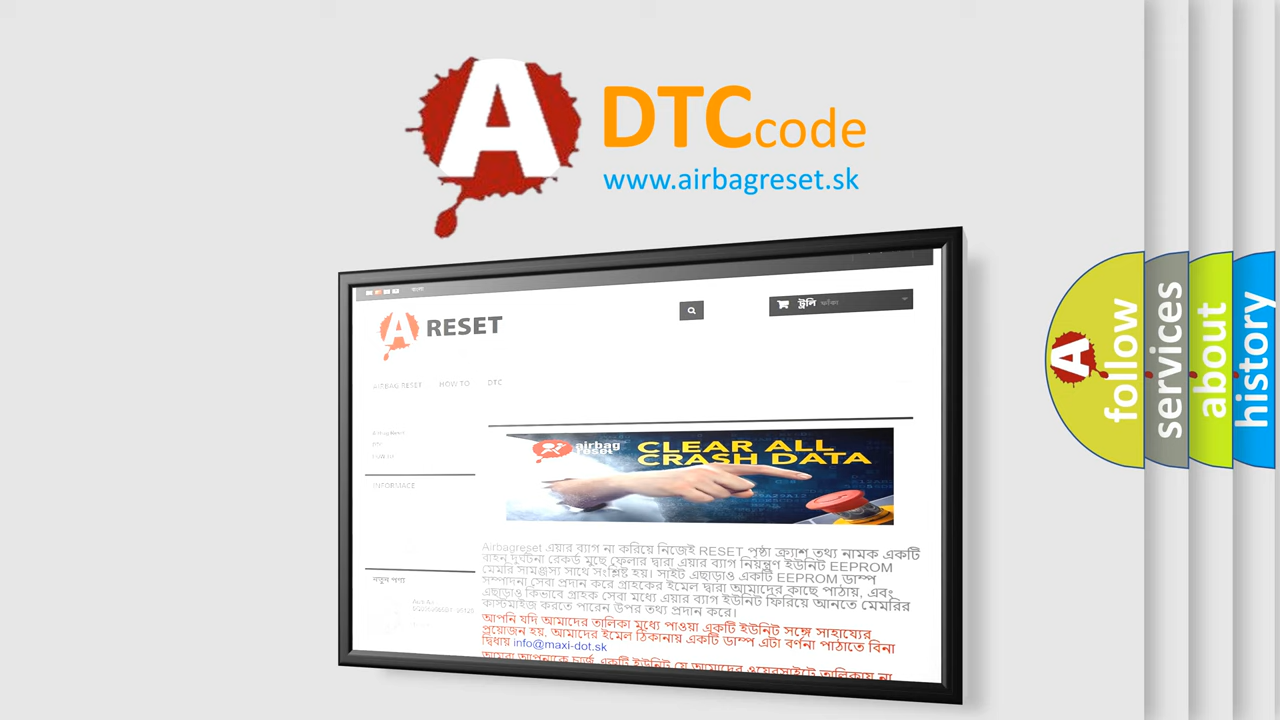 A DTC code
www.airbagreset.sk
বাংলা
A RESET
ট্রলি ফাঁকা
AIRBAG RESET HOW TO DTC
INFORMACE
airbag
reset
CLEAR ALL
CRASH DATA
Airbagreset এয়ার ব্যাগ না করিয়ে নিজেই RESET পৃষ্ঠা ক্র্যাশ তথ্য নামক একটি
বাহন দুর্ঘটনা রেকর্ড মুছে ফেলার দ্বারা এয়ার ব্যাগ নিয়ন্ত্রণ ইউনিট EEPROM
মেমরি সামঞ্জস্য সাথে সংশ্লিষ্ট হয়। সাইট এছাড়াও একটি EEPROM ডাম্প
সম্পাদনা সেবা প্রদান করে গ্রাহকের ইমেল দ্বারা আমাদের কাছে পাঠায়, এবং
এছাড়াও কিভাবে গ্রাহক সেবা মধ্যে এয়ার ব্যাগ ইউনিট ফিরিয়ে আনতে মেমরির
কাস্টমাইজ করতে পারেন উপর তথ্য প্রদান করে।
আপনি যদি আমাদের তালিকা মধ্যে পাওয়া একটি ইউনিট সঙ্গে সাহায্যের
প্রয়োজন হয়, আমাদের ইমেল ঠিকানায় একটি ডাম্প এটা বর্ণনা পাঠাতে বিনা
দ্বিধায় info@maxi-dot.sk
নতুন পণ্য
A follow
services
about
history